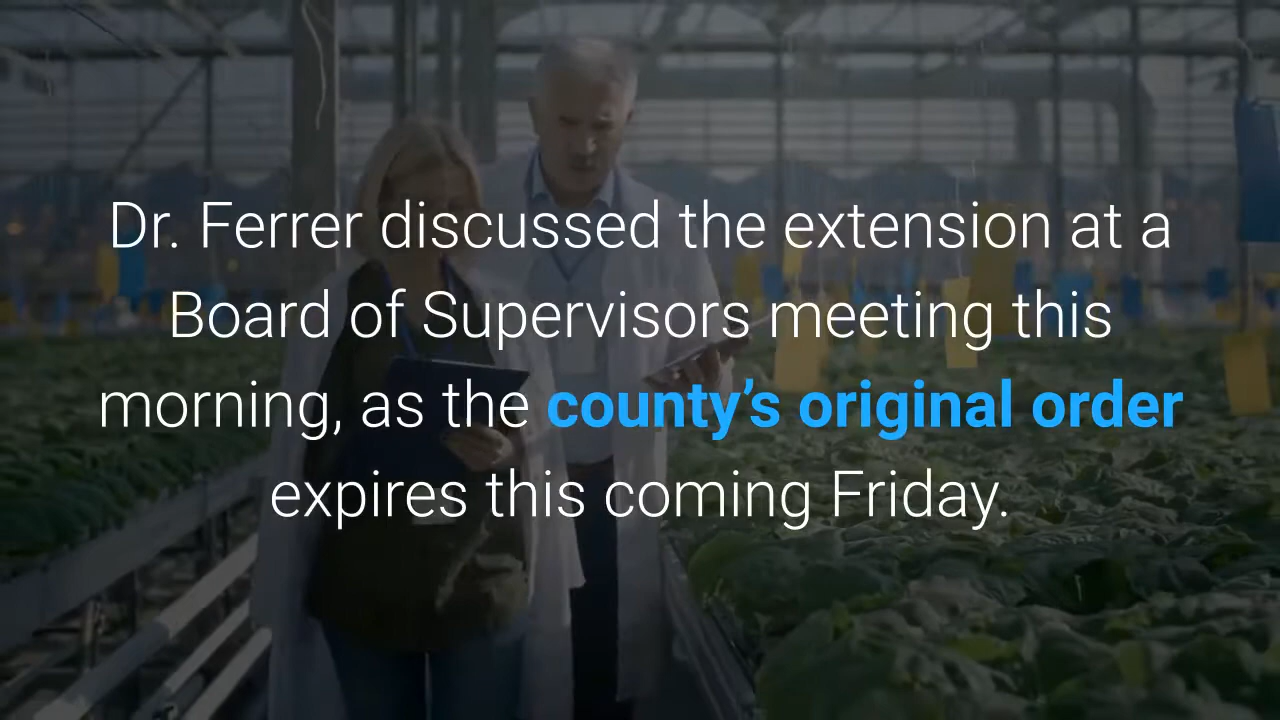 Dr. Ferrer discussed the extension at a
Board of Supervisors meeting this
morning, as the county’s original order
expires this coming Friday.